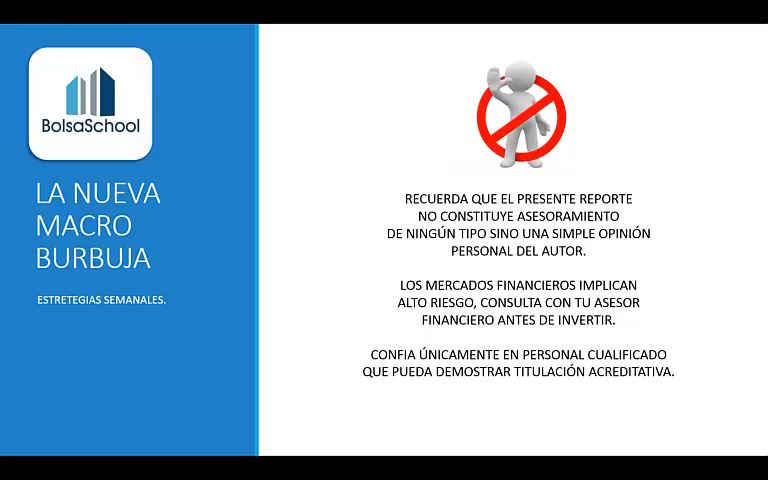 BolsaSchool
LA NUEVA
MACRO
BURBUJA
ESTRETEGIAS SEMANALES.
RECUERDA QUE EL PRESENTE REPORTE
NO CONSTITUYE ASESORAMIENTO
DE NINGÚN TIPO SINO UNA SIMPLE OPINIÓN
PERSONAL DEL AUTOR.
LOS MERCADOS FINANCIEROS IMPLICAN
ALTO RIESGO, CONSULTA CON TU ASESOR
FINANCIERO ANTES DE INVERTIR.
CONFIA ÚNICAMENTE EN PERSONAL CUALIFICADO
QUE PUEDA DEMOSTRAR TITULACIÓN ACREDITATIVA.